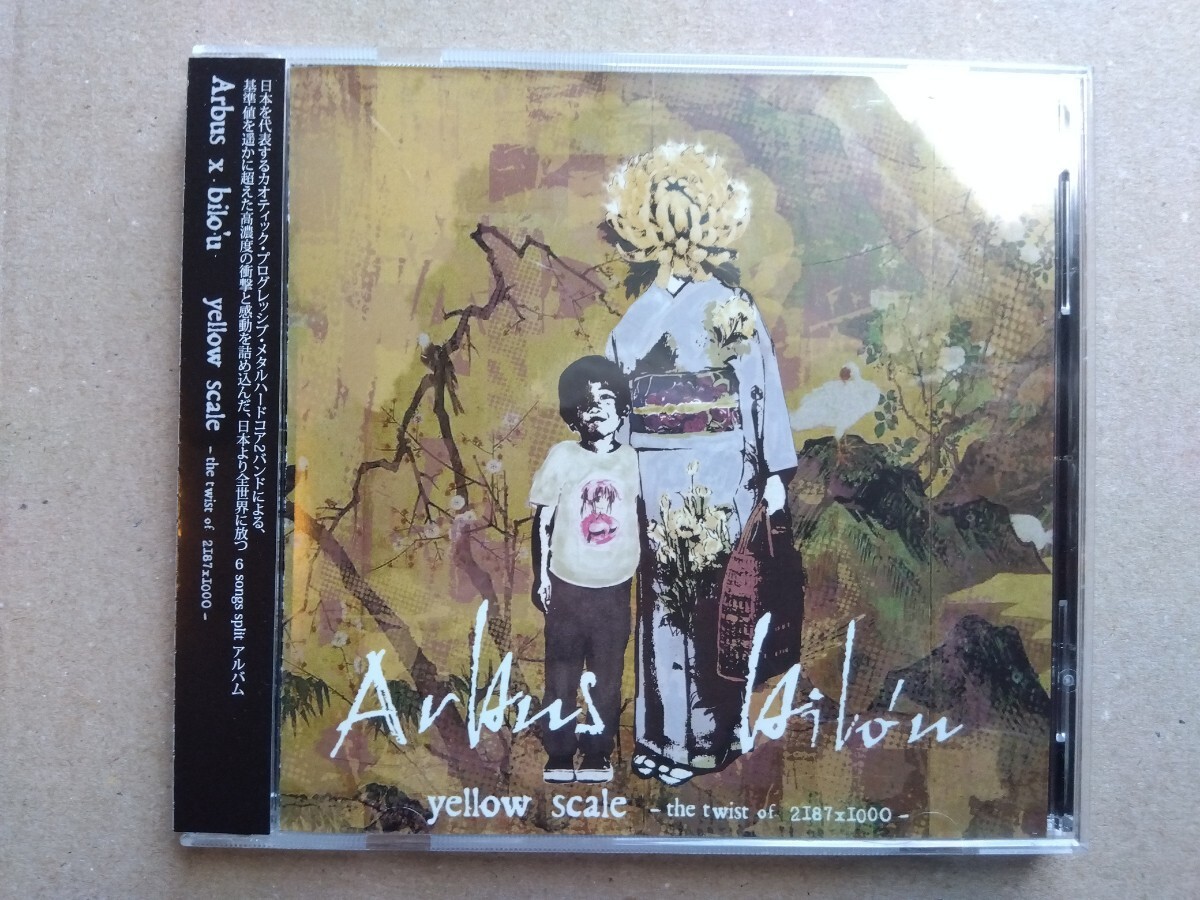 日本を代表するカオティック・プログレッシブ・メタルハードコア2バンドによる、
基準値を遥かに超えた高濃度の衝撃と感動を詰め込んだ、日本より全世界に放つ 6 songs split アルバム
Arbus x bilo'u yellow scale - the twist of 2187x1000 -
Arbus biló'u
yellow scale - the twist of 2187x1000 -